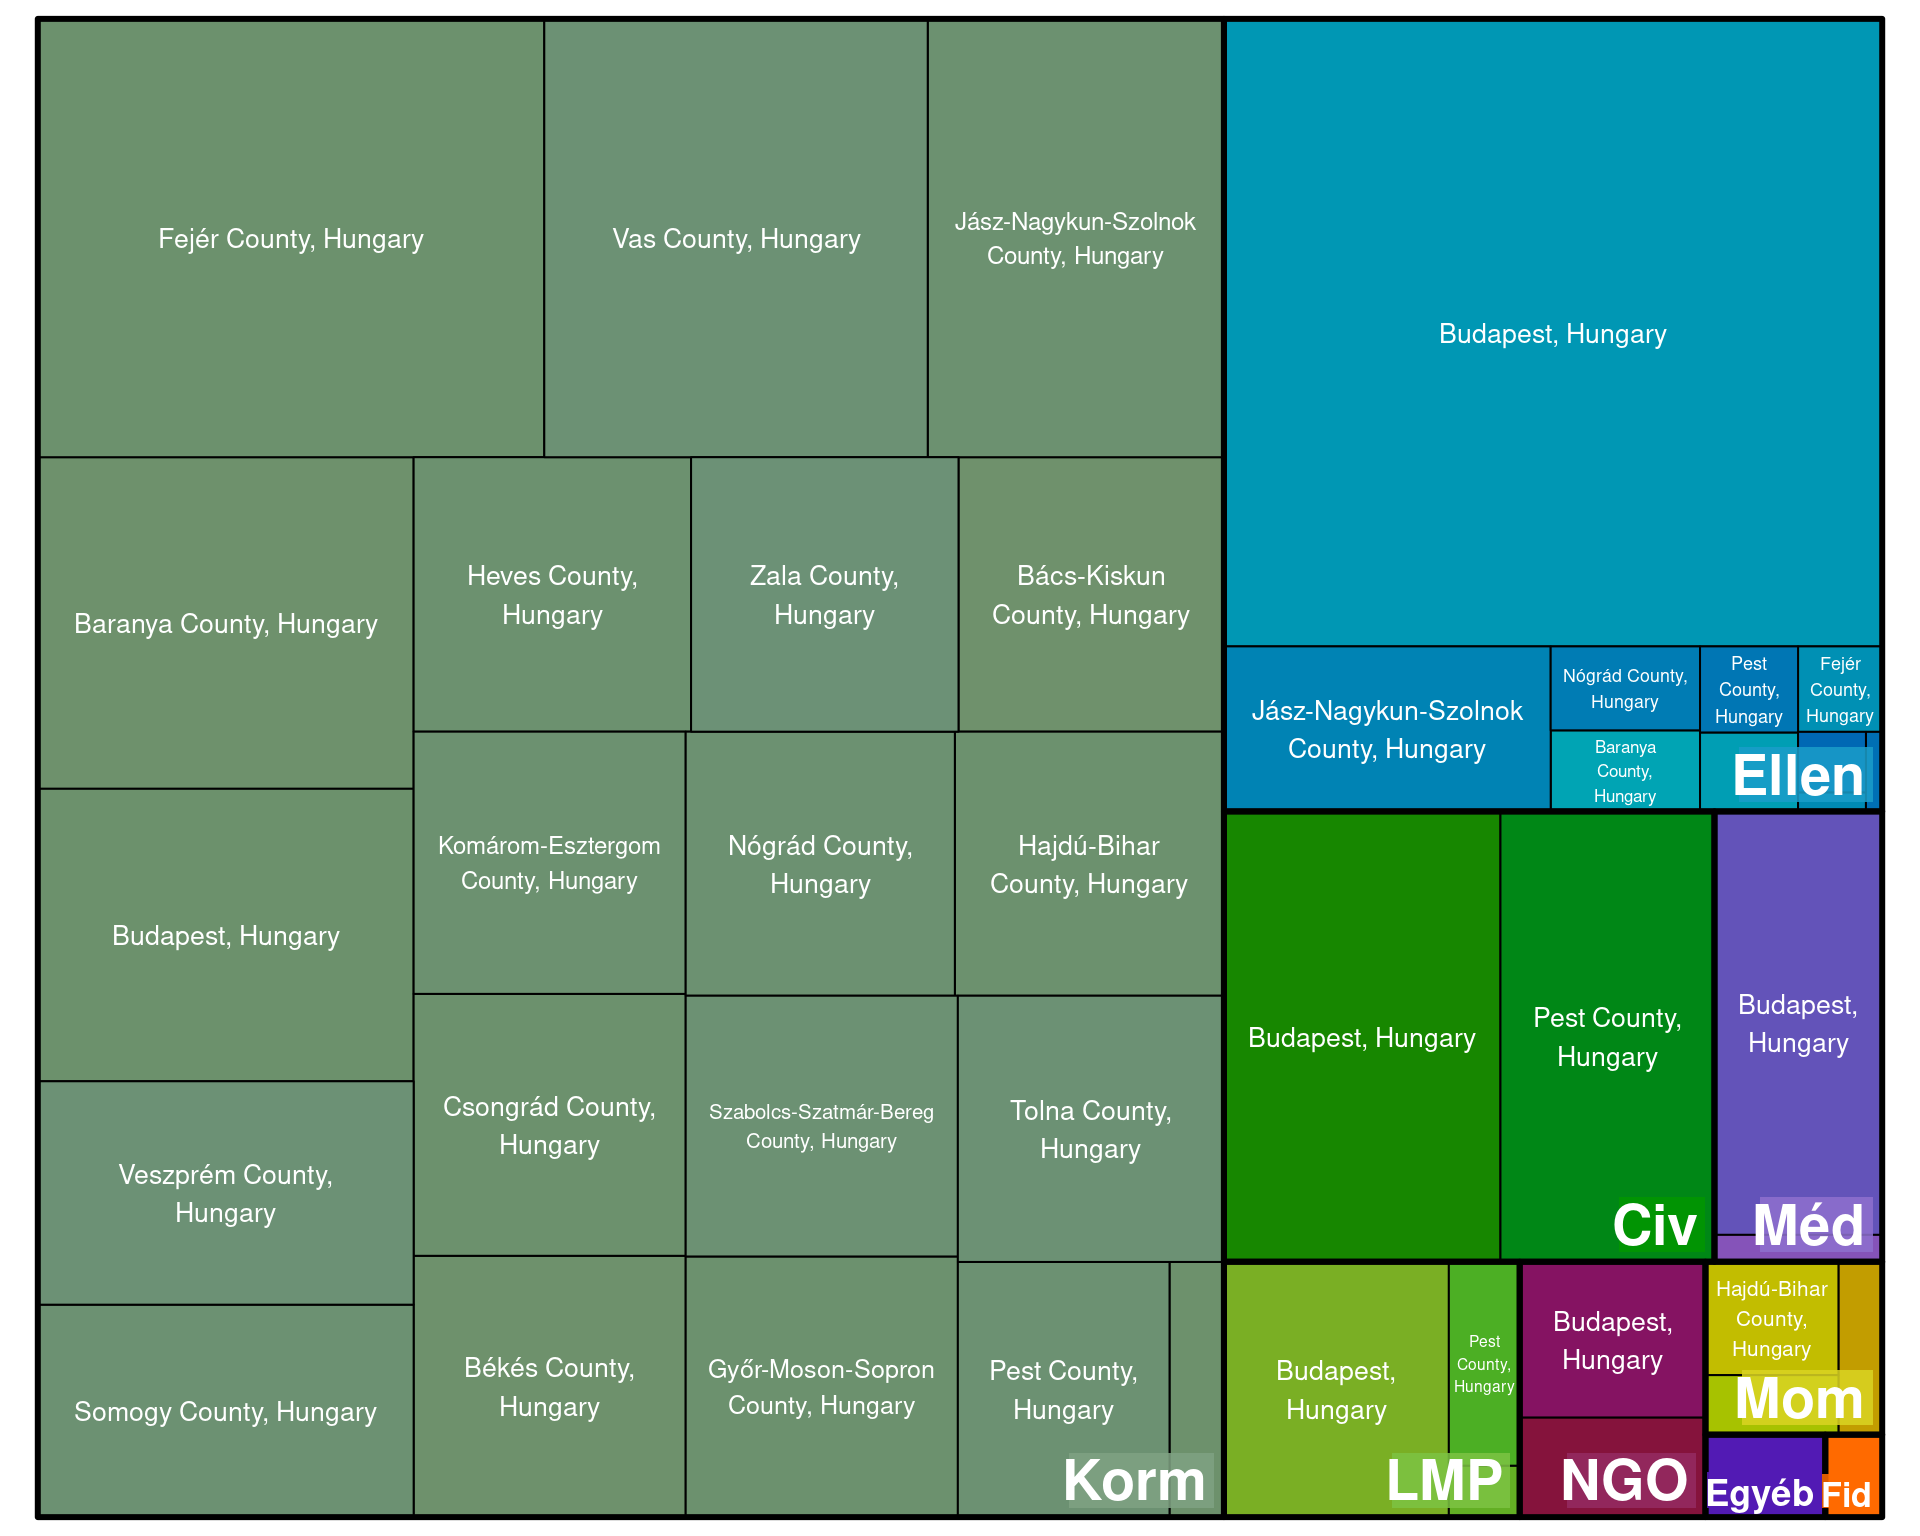 Fejér County, Hungary
Vas County, Hungary
Jász-Nagykun-Szolnok
County, Hungary
Baranya County, Hungary
Heves County,
Hungary
Zala County,
Hungary
Bács-Kiskun
County, Hungary
Budapest, Hungary
Komárom-Esztergom
County, Hungary
Nógrád County,
Hungary
Hajdú-Bihar
County, Hungary
Veszprém County,
Hungary
Csongrád County,
Hungary
Szabolcs-Szatmár-Bereg
County, Hungary
Tolna County,
Hungary
Somogy County, Hungary
Békés County,
Hungary
Győr-Moson-Sopron
County, Hungary
Pest County,
Hungary
Korm
Budapest, Hungary
Jász-Nagykun-Szolnok
County, Hungary
Nógrád County,
Hungary
Baranya
County,
Hungary
Pest
County,
Hungary
Fejér
County,
Hungary
Ellen
Budapest, Hungary
Pest County,
Hungary
Civ
Budapest,
Hungary
Méd
Budapest,
Hungary
Pest
County,
Hungary
LMP
Budapest,
Hungary
NGO
Hajdú-Bihar
County,
Hungary
Mom
Egyéb
Fid